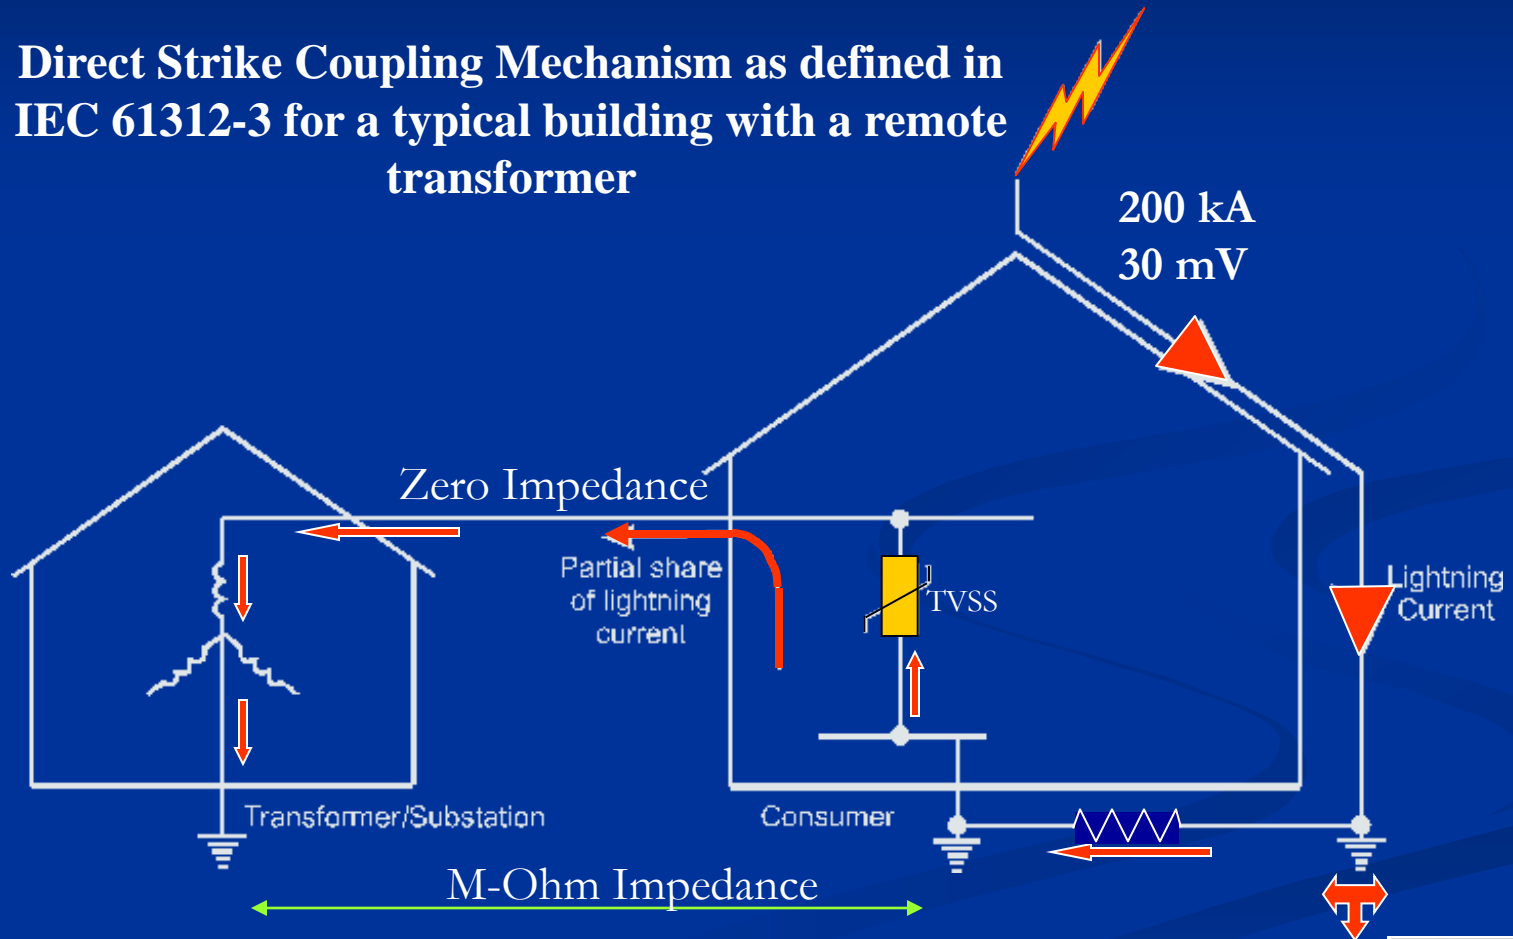 Direct Strike Coupling Mechanism as defined in
IEC 61312-3 for a typical building with a remote
transformer
200 kA
30 mV
Zero Impedance
Partial share
of lightning
current
TVSS
Lightning
Current
Transformer/Substation
Consumer
M-Ohm Impedance